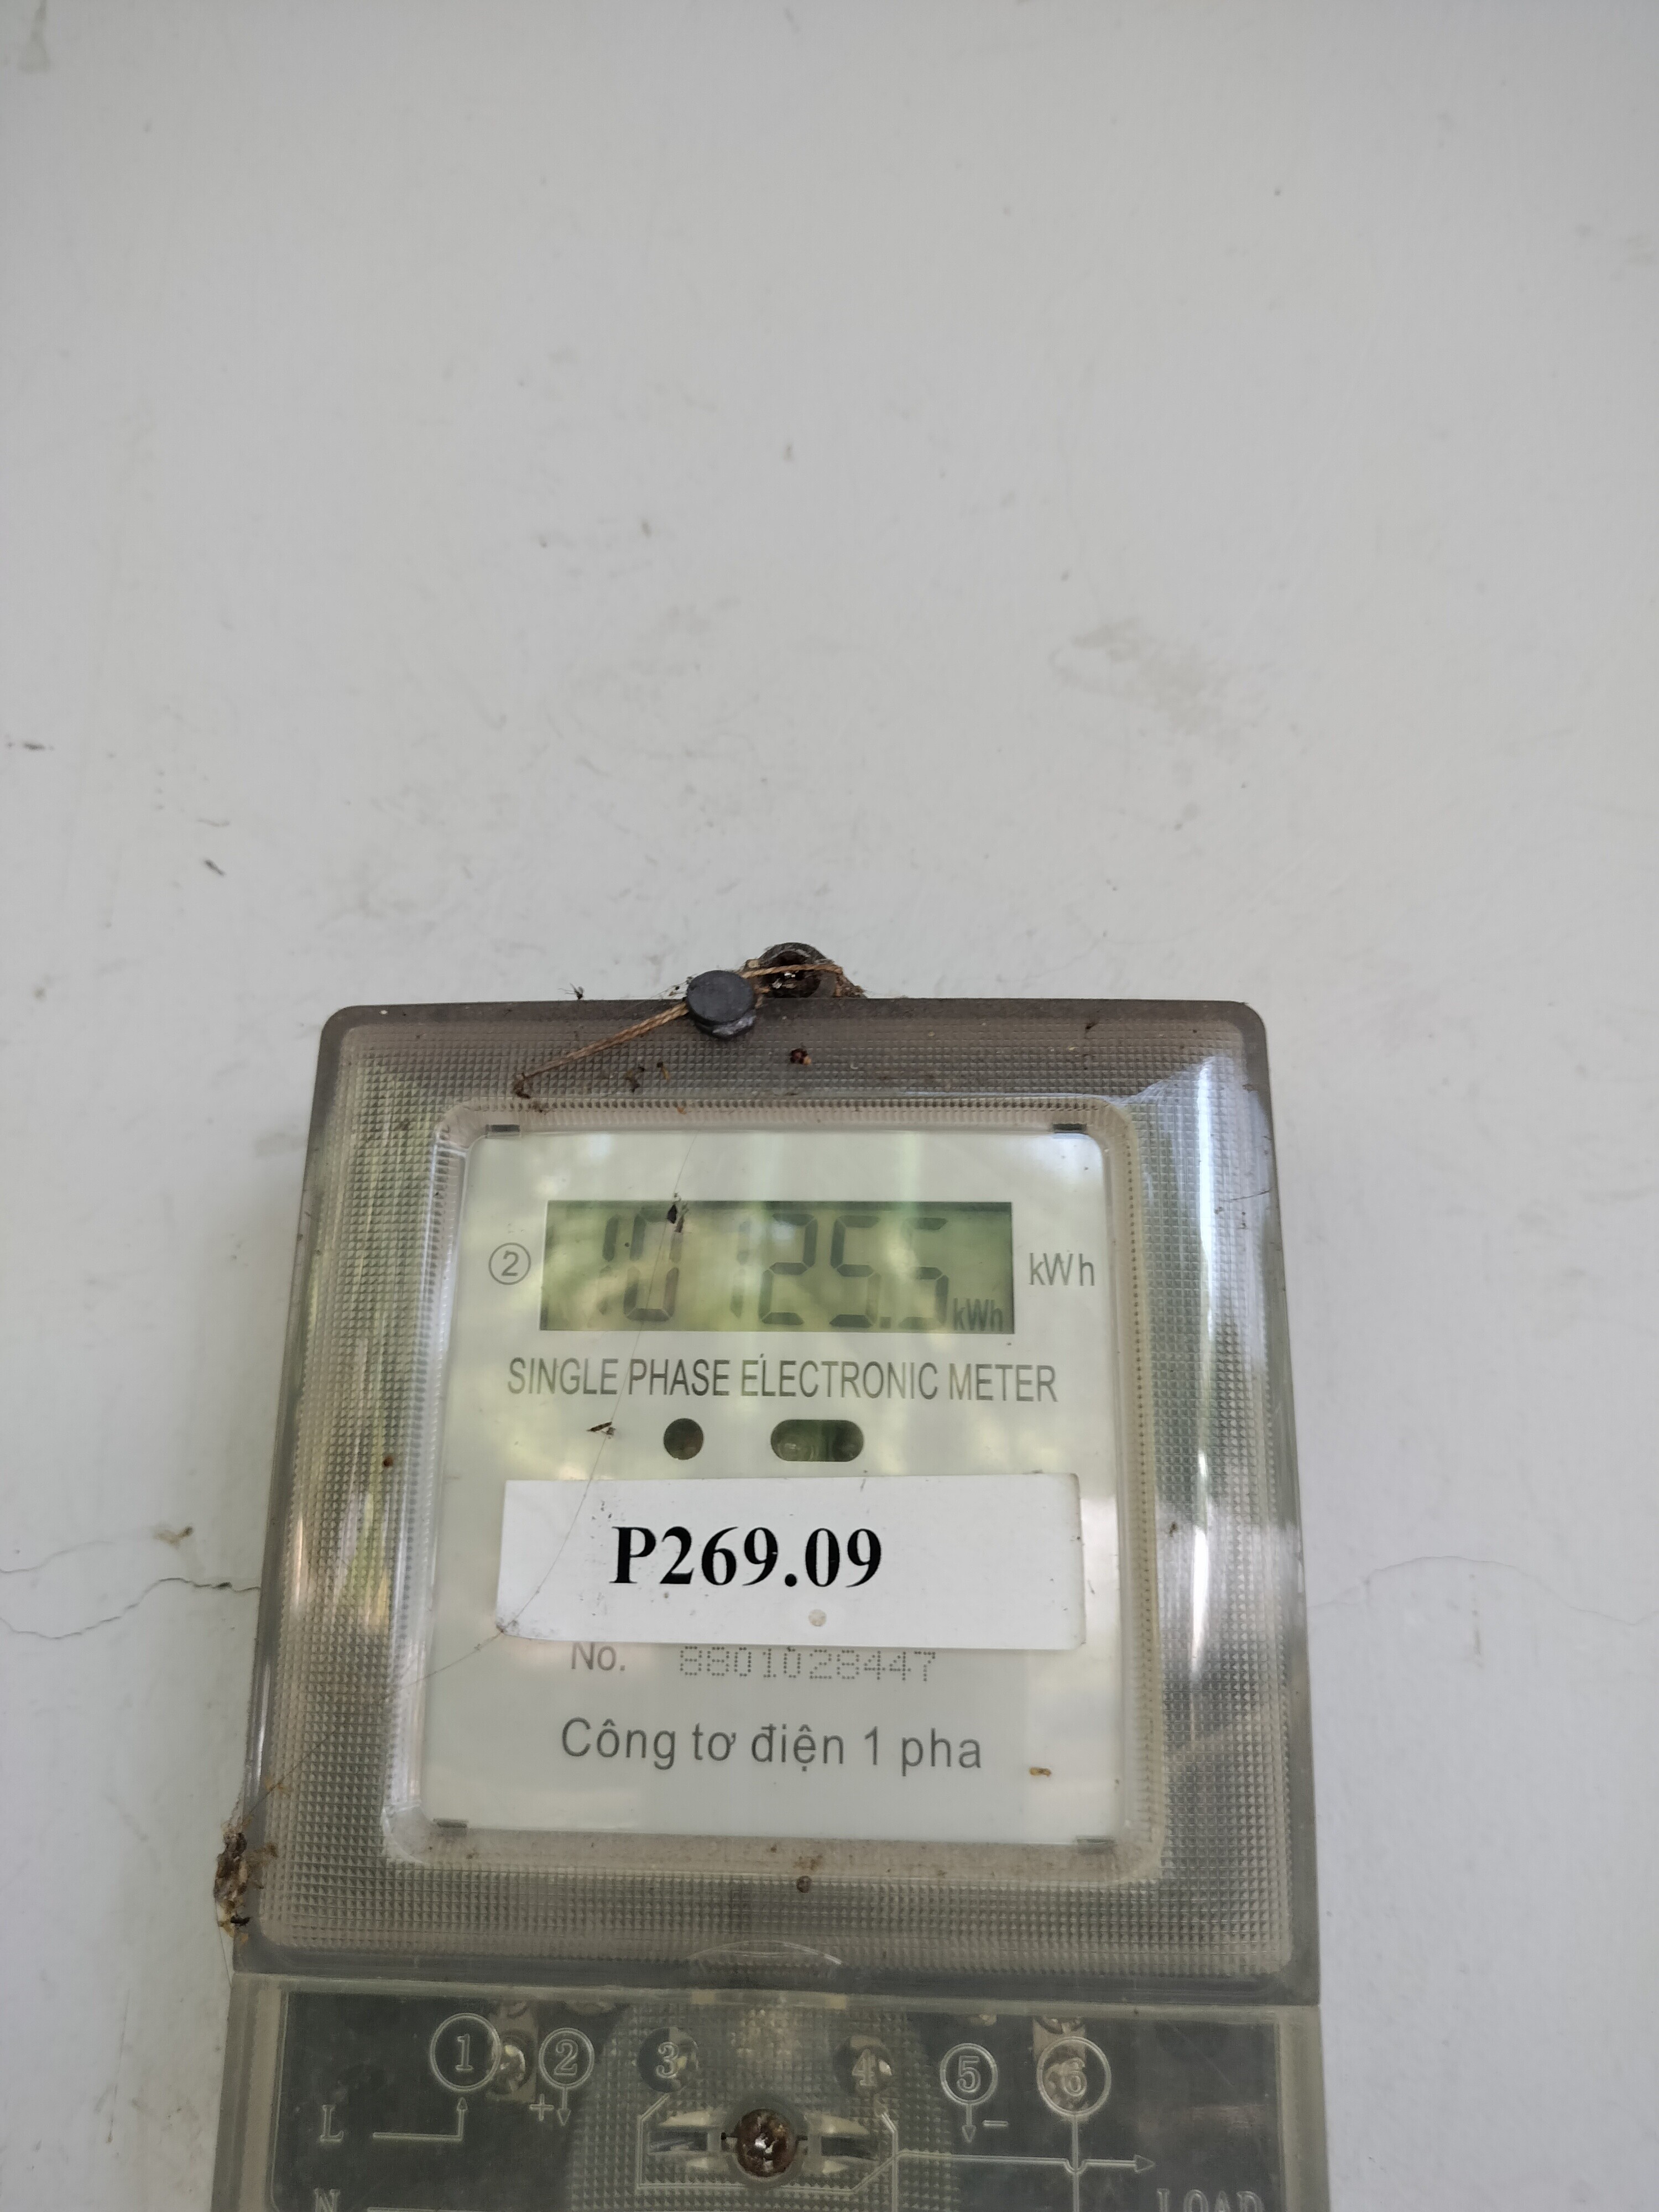 ② 10125.5 kWh kWh
SINGLE PHASE ELECTRONIC METER
P269.09
No. 8801028447
Công tơ điện 1 pha
1 2 3 4 5 6
+ −
L
N LOAD